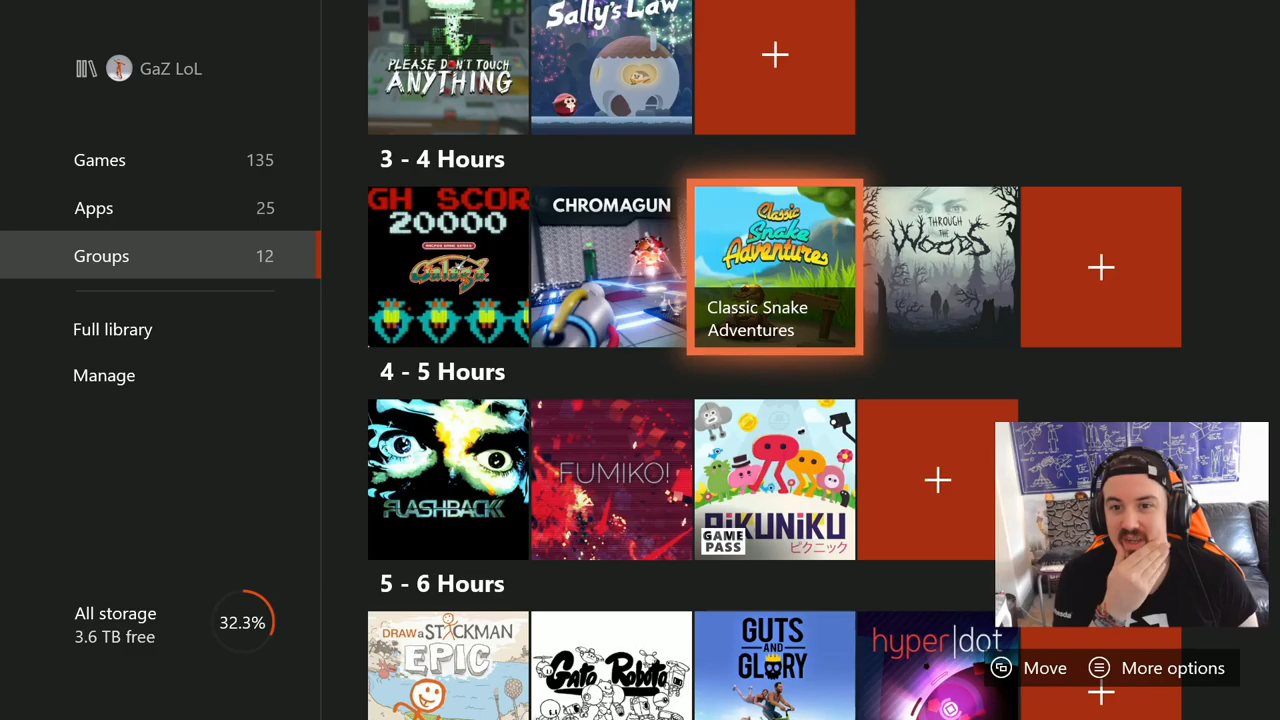 GaZ LoL
Games 135
Apps 25
Groups 12
Full library
Manage
All storage
3.6 TB free
32.3%
PLEASE DON'T TOUCH
ANYTHING
Sally's Law
3 - 4 Hours
GH SCOR
20000
Galaga
CHROMAGUN
Classic
Snake
Adventures
Classic Snake
Adventures
THROUGH
THE
WOODS
4 - 5 Hours
FLASHBACK
FUMIKO!
PIKUNIKU
ピクニック
GAME
PASS
5 - 6 Hours
DRAW a STICKMAN
EPIC
Gato Roboto
GUTS
AND
GLORY
hyper|dot
Move
More options